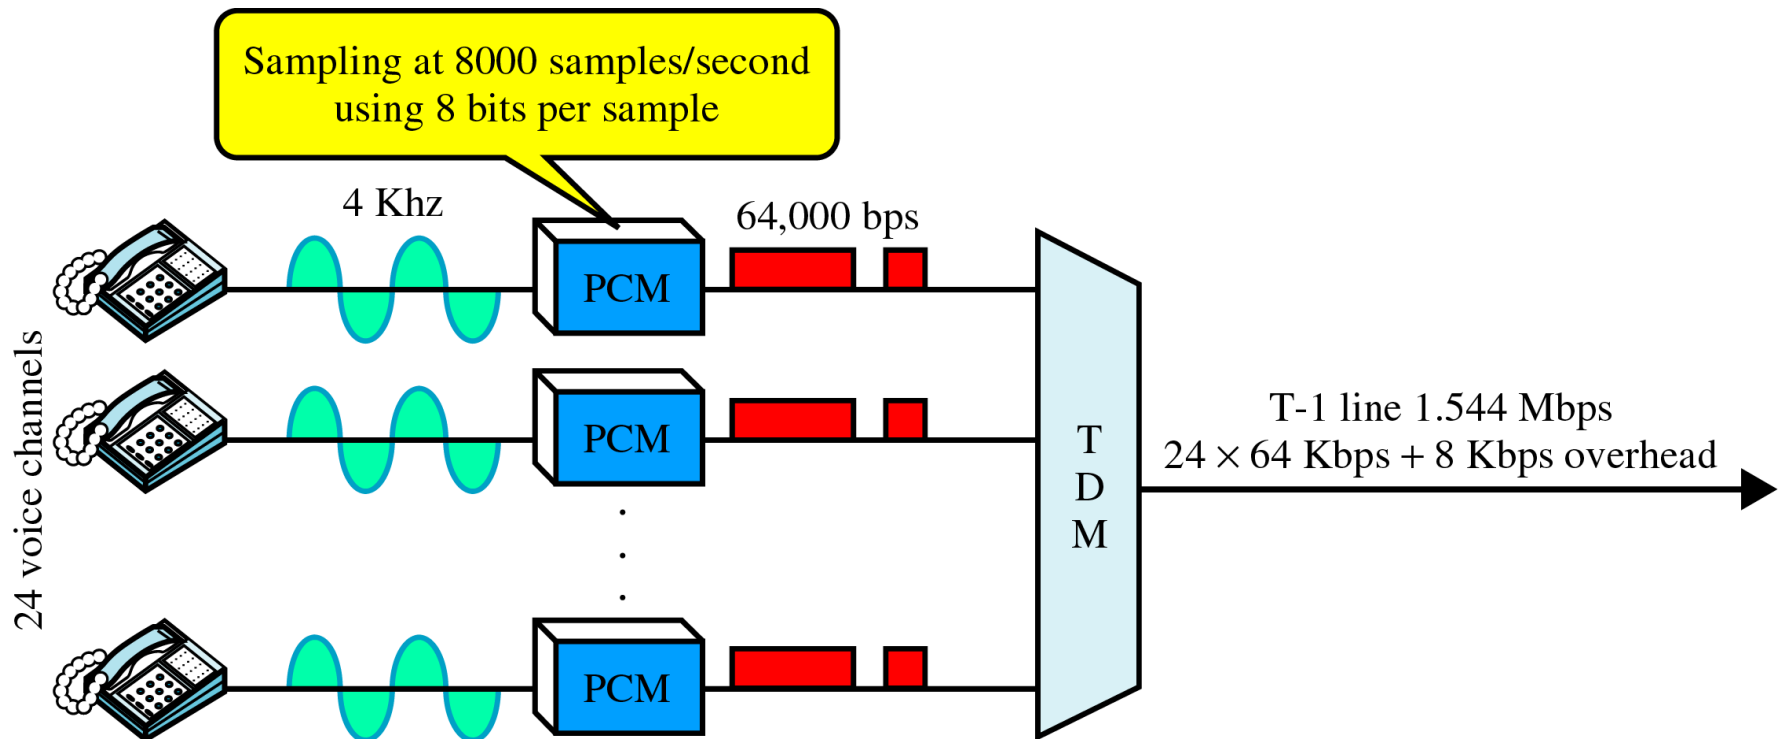 Sampling at 8000 samples/second
using 8 bits per sample
4 Khz
64,000 bps
PCM
PCM
PCM
24 voice channels
T
D
M
T-1 line 1.544 Mbps
24 × 64 Kbps + 8 Kbps overhead